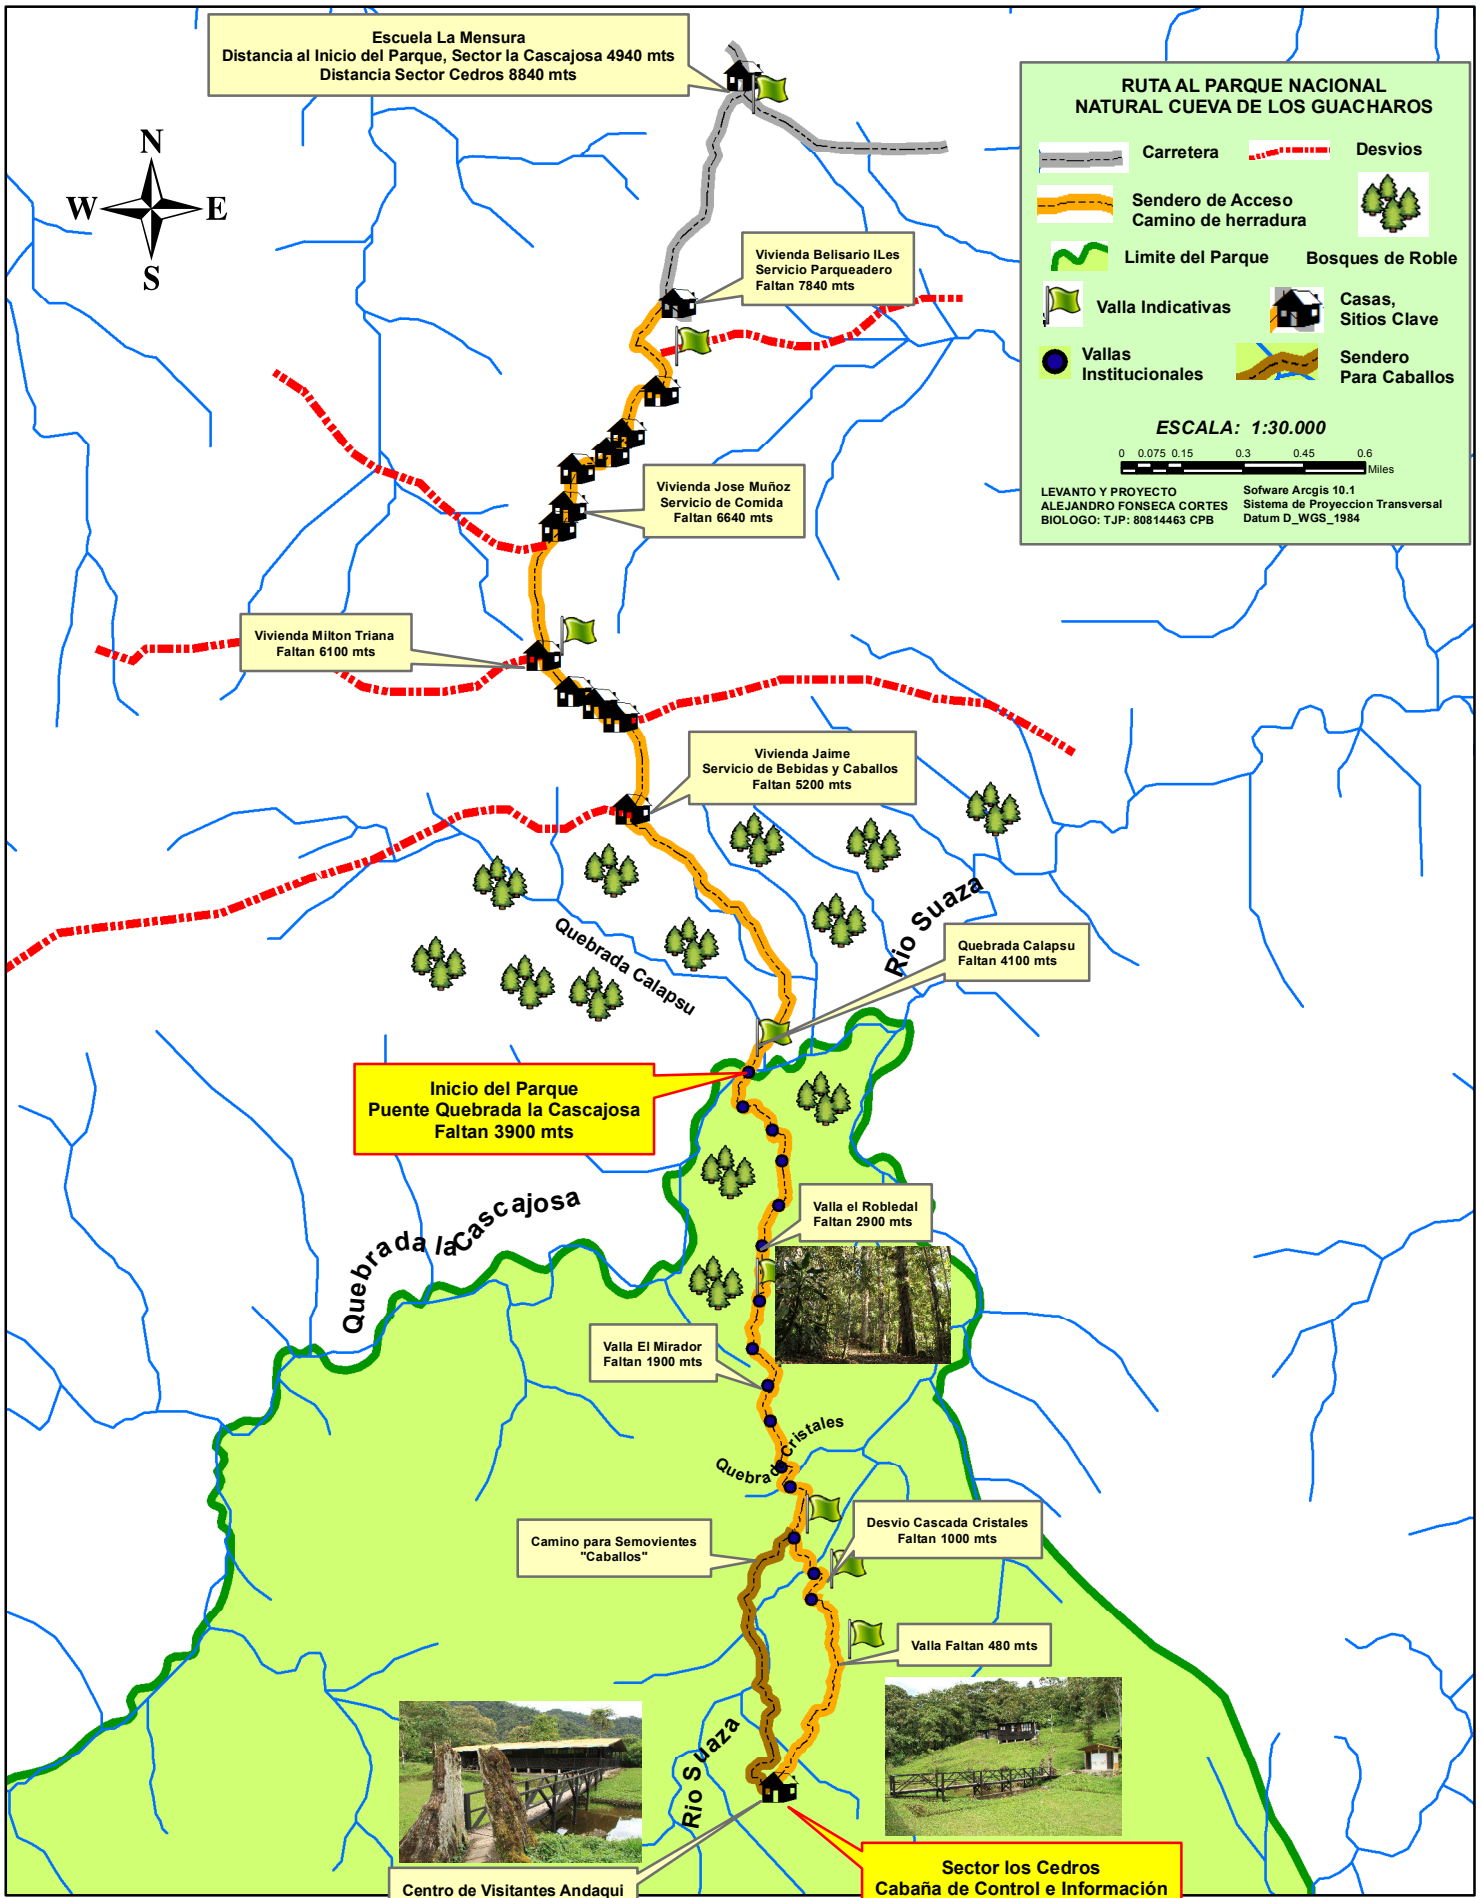 Escuela La Mensura
Distancia al Inicio del Parque, Sector la Cascajosa 4940 mts
Distancia Sector Cedros 8840 mts
N
W
E
S
RUTA AL PARQUE NACIONAL
NATURAL CUEVA DE LOS GUACHAROS
Carretera
Desvios
Sendero de Acceso
Camino de herradura
Limite del Parque
Bosques de Roble
Valla Indicativas
Casas,
Sitios Clave
Vallas
Institucionales
Sendero
Para Caballos
ESCALA: 1:30.000
0 0.075 0.15 0.3 0.45 0.6
Miles
LEVANTO Y PROYECTO
ALEJANDRO FONSECA CORTES
BIOLOGO: TJP: 80814463 CPB
Sofware Arcgis 10.1
Sistema de Proyeccion Transversal
Datum D_WGS_1984
Vivienda Belisario ILes
Servicio Parqueadero
Faltan 7840 mts
Vivienda Jose Muñoz
Servicio de Comida
Faltan 6640 mts
Vivienda Milton Triana
Faltan 6100 mts
Vivienda Jaime
Servicio de Bebidas y Caballos
Faltan 5200 mts
Rio Suaza
Quebrada Calapsu
Quebrada Calapsu
Faltan 4100 mts
Inicio del Parque
Puente Quebrada la Cascajosa
Faltan 3900 mts
Quebrada la Cascajosa
Valla el Robledal
Faltan 2900 mts
Valla El Mirador
Faltan 1900 mts
Quebrada Cristales
Camino para Semovientes
"Caballos"
Desvio Cascada Cristales
Faltan 1000 mts
Valla Faltan 480 mts
Rio Suaza
Centro de Visitantes Andaqui
Sector los Cedros
Cabaña de Control e Información